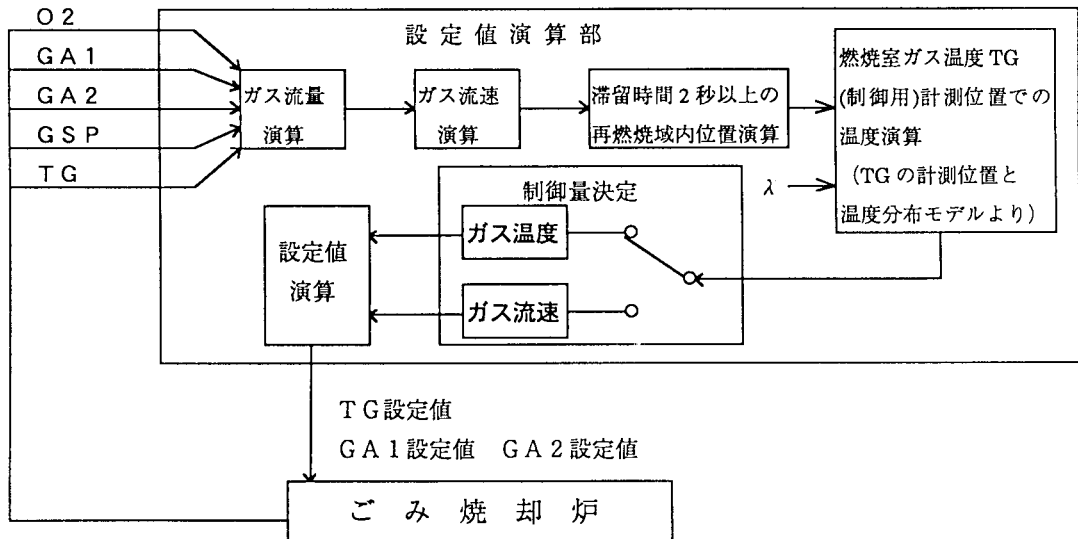 O2
GA1
GA2
GSP
TG
設定値演算部
ガス流量
演算
ガス流速
演算
滞留時間2秒以上の
再燃焼域内位置演算
燃焼室ガス温度TG
(制御用)計測位置での
温度演算
(TGの計測位置と
温度分布モデルより)
λ
制御量決定
ガス温度
ガス流速
設定値
演算
TG設定値
GA1設定値 GA2設定値
ごみ焼却炉